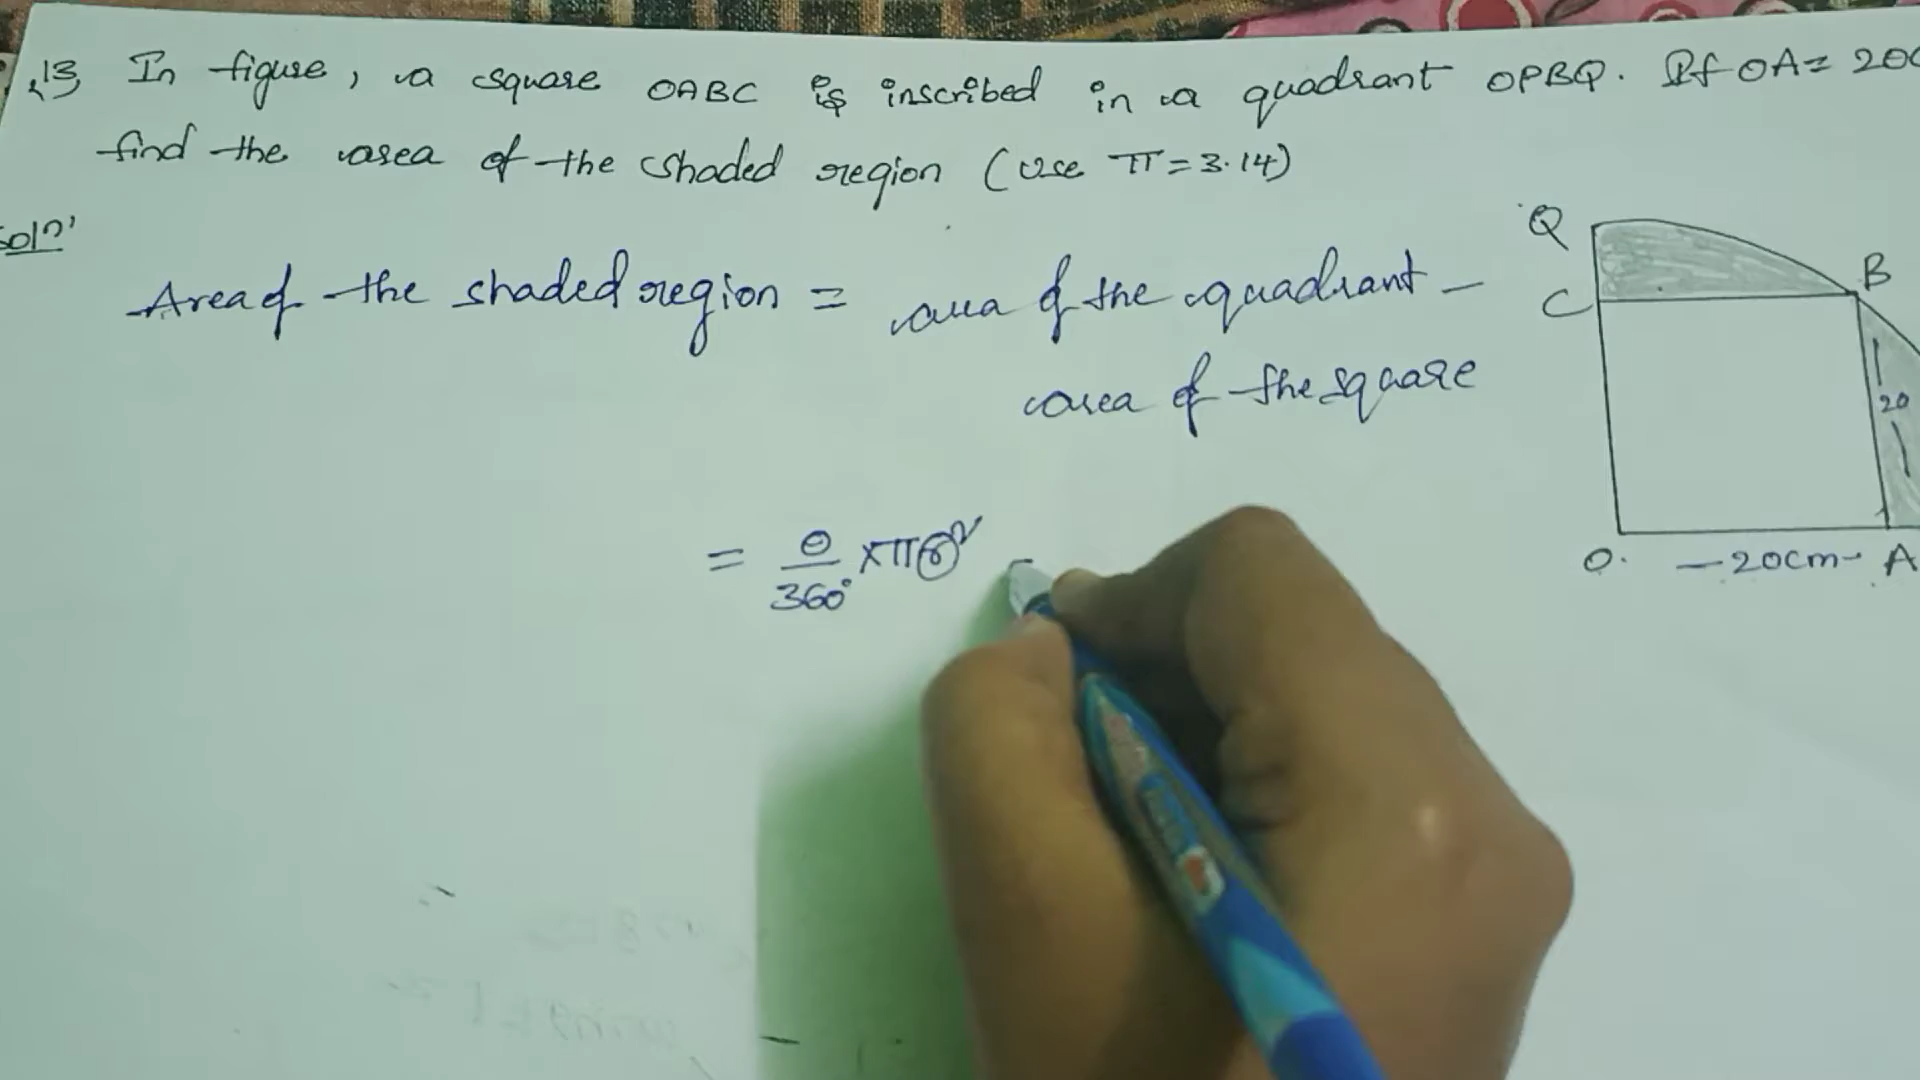 13, In figure, a square OABC is inscribed in a quadrant OPBQ. If OA = 20
find the area of the shaded region (Use π = 3.14)
Soln'
Area of the shaded region = area of the quadrant -
area of the square
= θ/360° × πr² -
Q
B
C
20
O. - 20cm - A